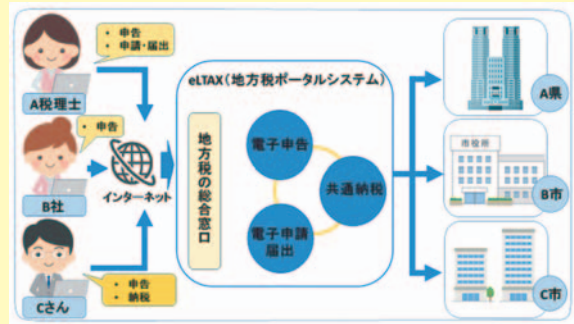 ・ 申告
・ 申請・届出
A税理士
・ 申告
B社
・ 申告
・ 納税
Cさん
インターネット
eLTAX(地方税ポータルシステム)
地方税の総合窓口
電子申告
共通納税
電子申請
届出
A県
市役所
B市
C市